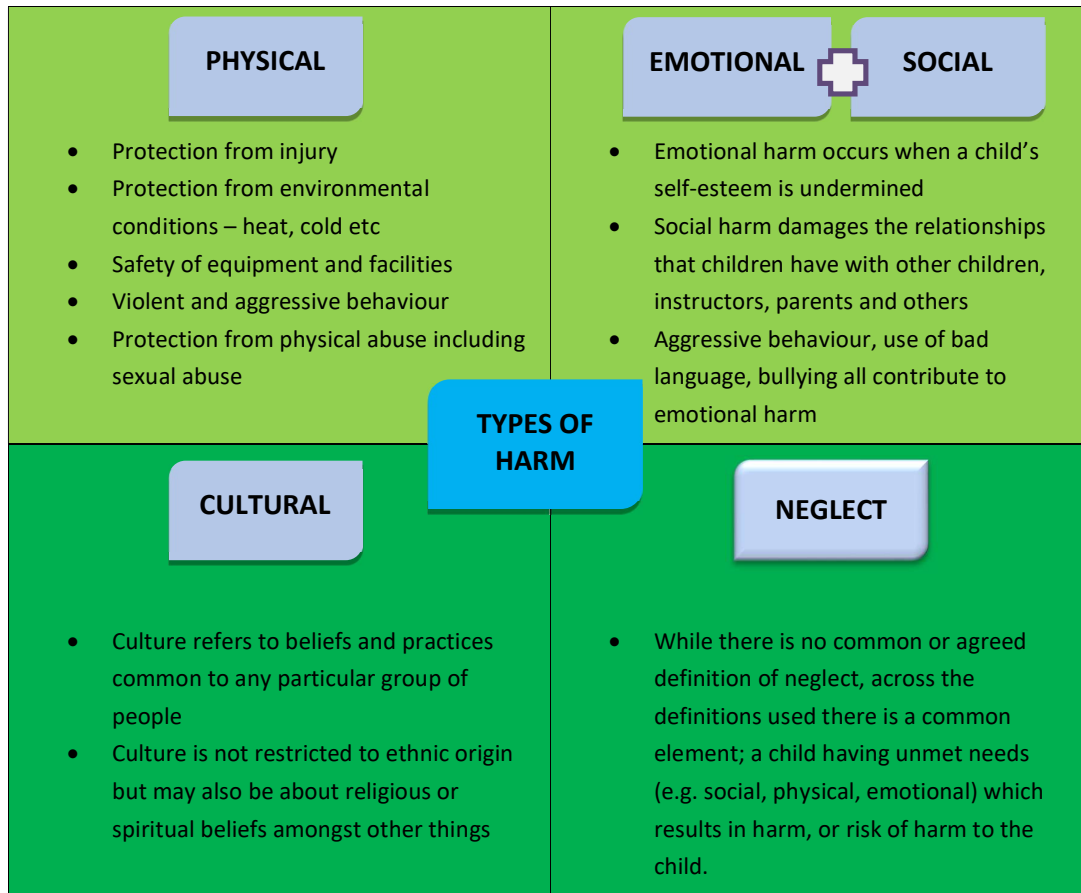 PHYSICAL
• Protection from injury
• Protection from environmental
conditions – heat, cold etc
• Safety of equipment and facilities
• Violent and aggressive behaviour
• Protection from physical abuse including
sexual abuse
EMOTIONAL
SOCIAL
• Emotional harm occurs when a child’s
self-esteem is undermined
• Social harm damages the relationships
that children have with other children,
instructors, parents and others
• Aggressive behaviour, use of bad
language, bullying all contribute to
emotional harm
TYPES OF
HARM
CULTURAL
• Culture refers to beliefs and practices
common to any particular group of
people
• Culture is not restricted to ethnic origin
but may also be about religious or
spiritual beliefs amongst other things
NEGLECT
• While there is no common or agreed
definition of neglect, across the
definitions used there is a common
element; a child having unmet needs
(e.g. social, physical, emotional) which
results in harm, or risk of harm to the
child.